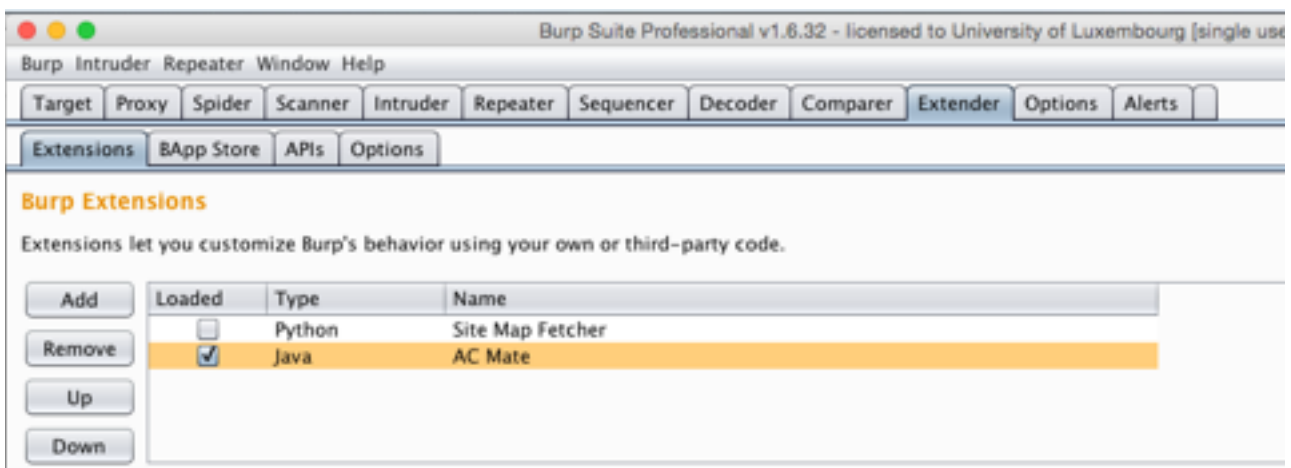 Burp Suite Professional v1.6.32 - licensed to University of Luxembourg [single use
Burp Intruder Repeater Window Help
Target Proxy Spider Scanner Intruder Repeater Sequencer Decoder Comparer Extender Options Alerts
Extensions BApp Store APIs Options
Burp Extensions
Extensions let you customize Burp's behavior using your own or third-party code.
Add Loaded Type Name
Python Site Map Fetcher
Remove
Java AC Mate
Up
Down